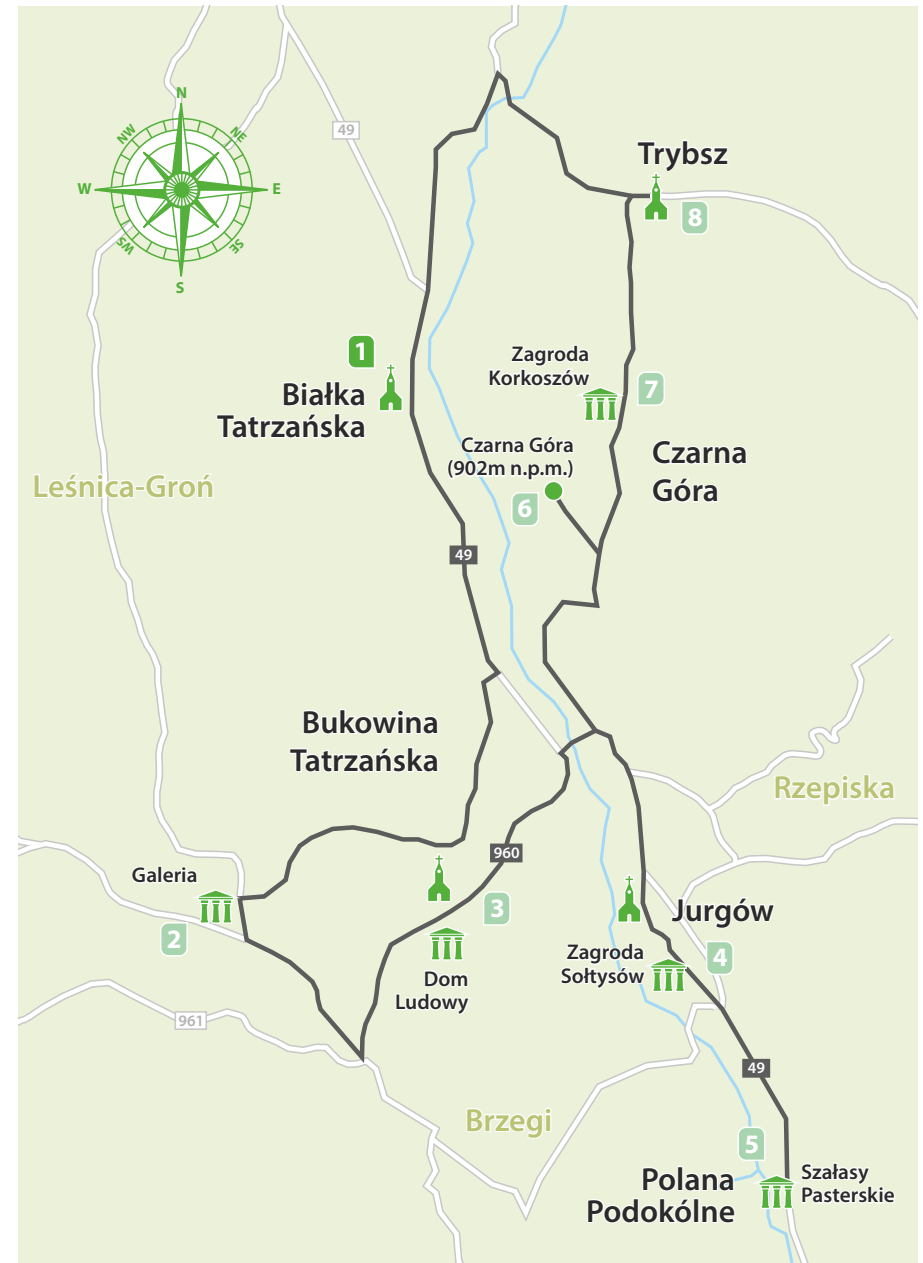 N
NW
NE
W
E
WS
SE
S
49
Trybsz
8
1
Białka
Tatrzańska
Zagroda
Korkoszów
7
Czarna Góra
(902m n.p.m.)
6
Czarna
Góra
Leśnica-Groń
49
Bukowina
Tatrzańska
Rzepiska
960
Galeria
2
3
Dom
Ludowy
Jurgów
Zagroda
Sołtysów
4
961
49
Brzegi
5
Polana
Podokólne
Szałasy
Pasterskie